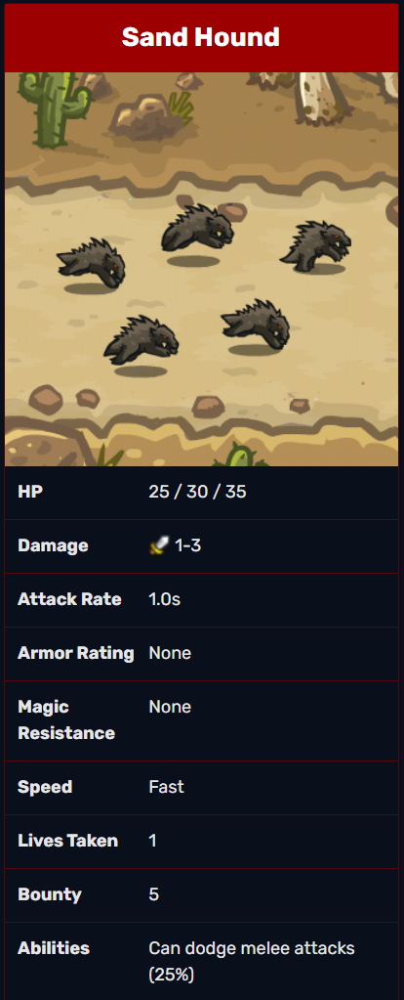 Sand Hound
HP 25 / 30 / 35
Damage 1-3
Attack Rate 1.0s
Armor Rating None
Magic Resistance None
Speed Fast
Lives Taken 1
Bounty 5
Abilities Can dodge melee attacks
(25%)